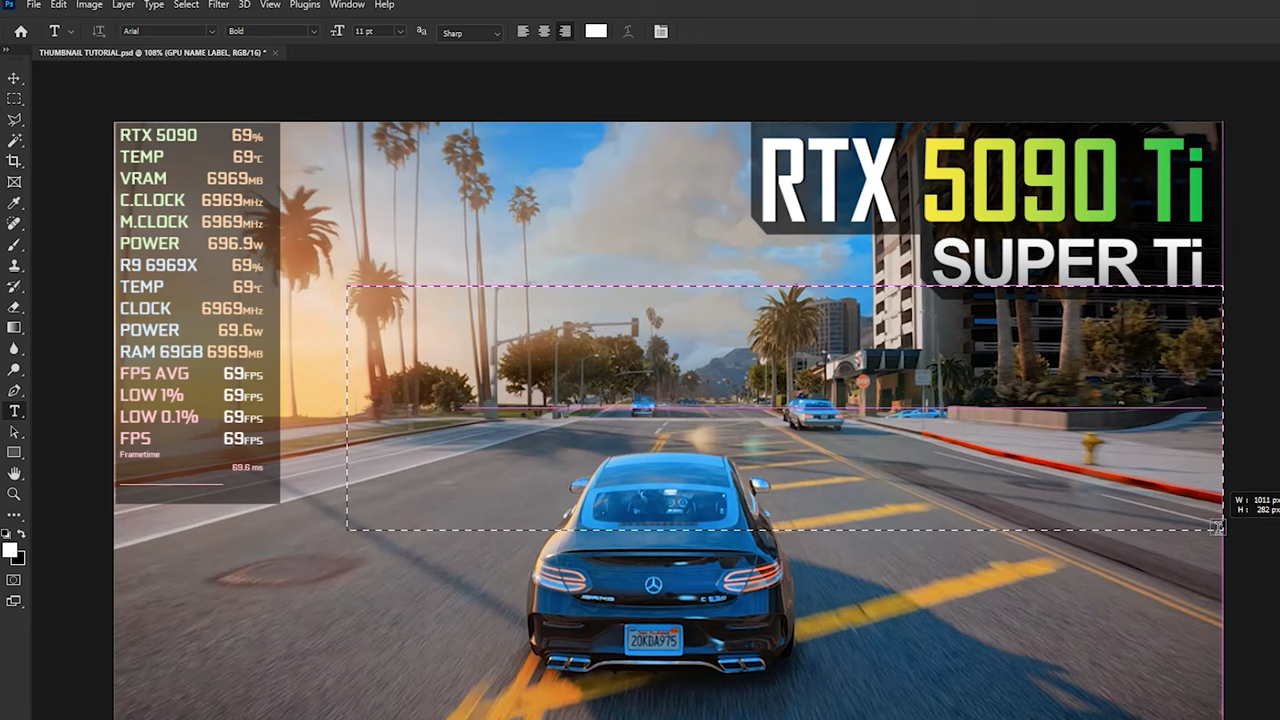 File Edit Image Layer Type Select Filter 3D View Plugins Window Help
Arial Bold 11 pt Sharp
THUMBNAIL TUTORIAL.psd @ 108% (GPU NAME LABEL, RGB/16) *
RTX 5090 69%
TEMP 69°C
VRAM 6969MB
C.CLOCK 6969MHz
M.CLOCK 6969MHz
POWER 696.9W
R9 6969X 69%
TEMP 69°C
CLOCK 6969MHz
POWER 69.6W
RAM 69GB 6969MB
FPS AVG 69FPS
LOW 1% 69FPS
LOW 0.1% 69FPS
FPS 69FPS
Frametime
69.6 ms
RTX 5090 Ti
SUPER Ti
W: 1011 px
H: 282 px
20KDA975